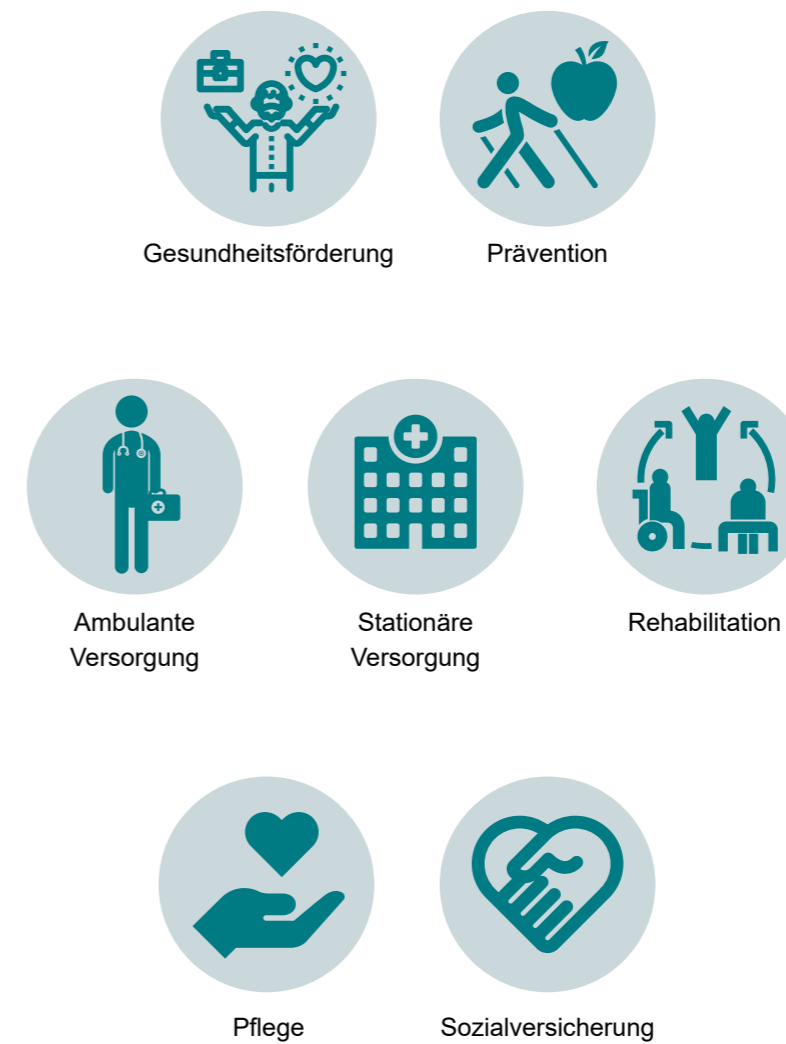 Gesundheitsförderung
Prävention
Ambulante
Versorgung
Stationäre
Versorgung
Rehabilitation
Pflege
Sozialversicherung